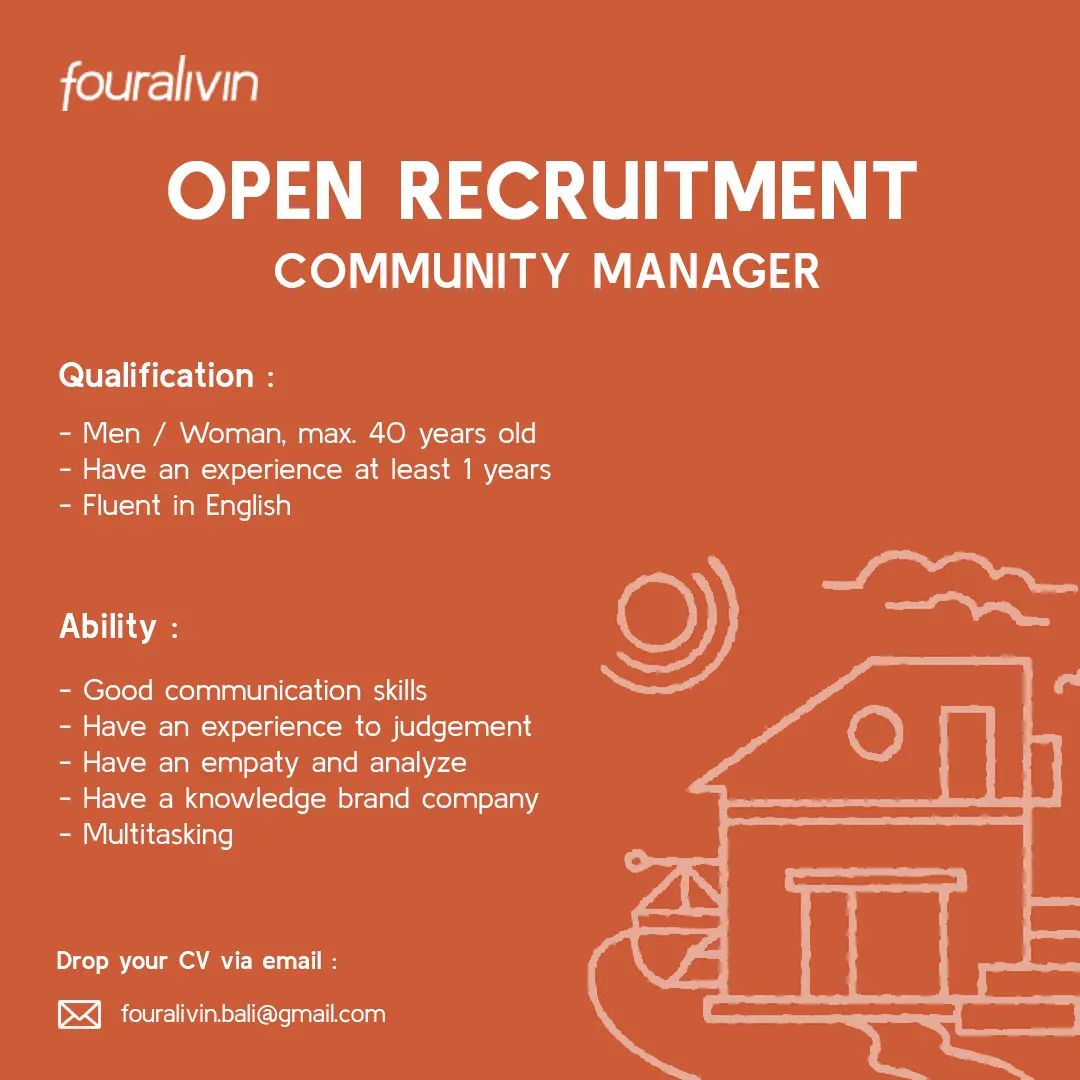 fouralivin
OPEN RECRUITMENT
COMMUNITY MANAGER
Qualification :
- Men / Woman, max. 40 years old
- Have an experience at least 1 years
- Fluent in English
Ability :
- Good communication skills
- Have an experience to judgement
- Have an empaty and analyze
- Have a knowledge brand company
- Multitasking
Drop your CV via email :
fouralivin.bali@gmail.com